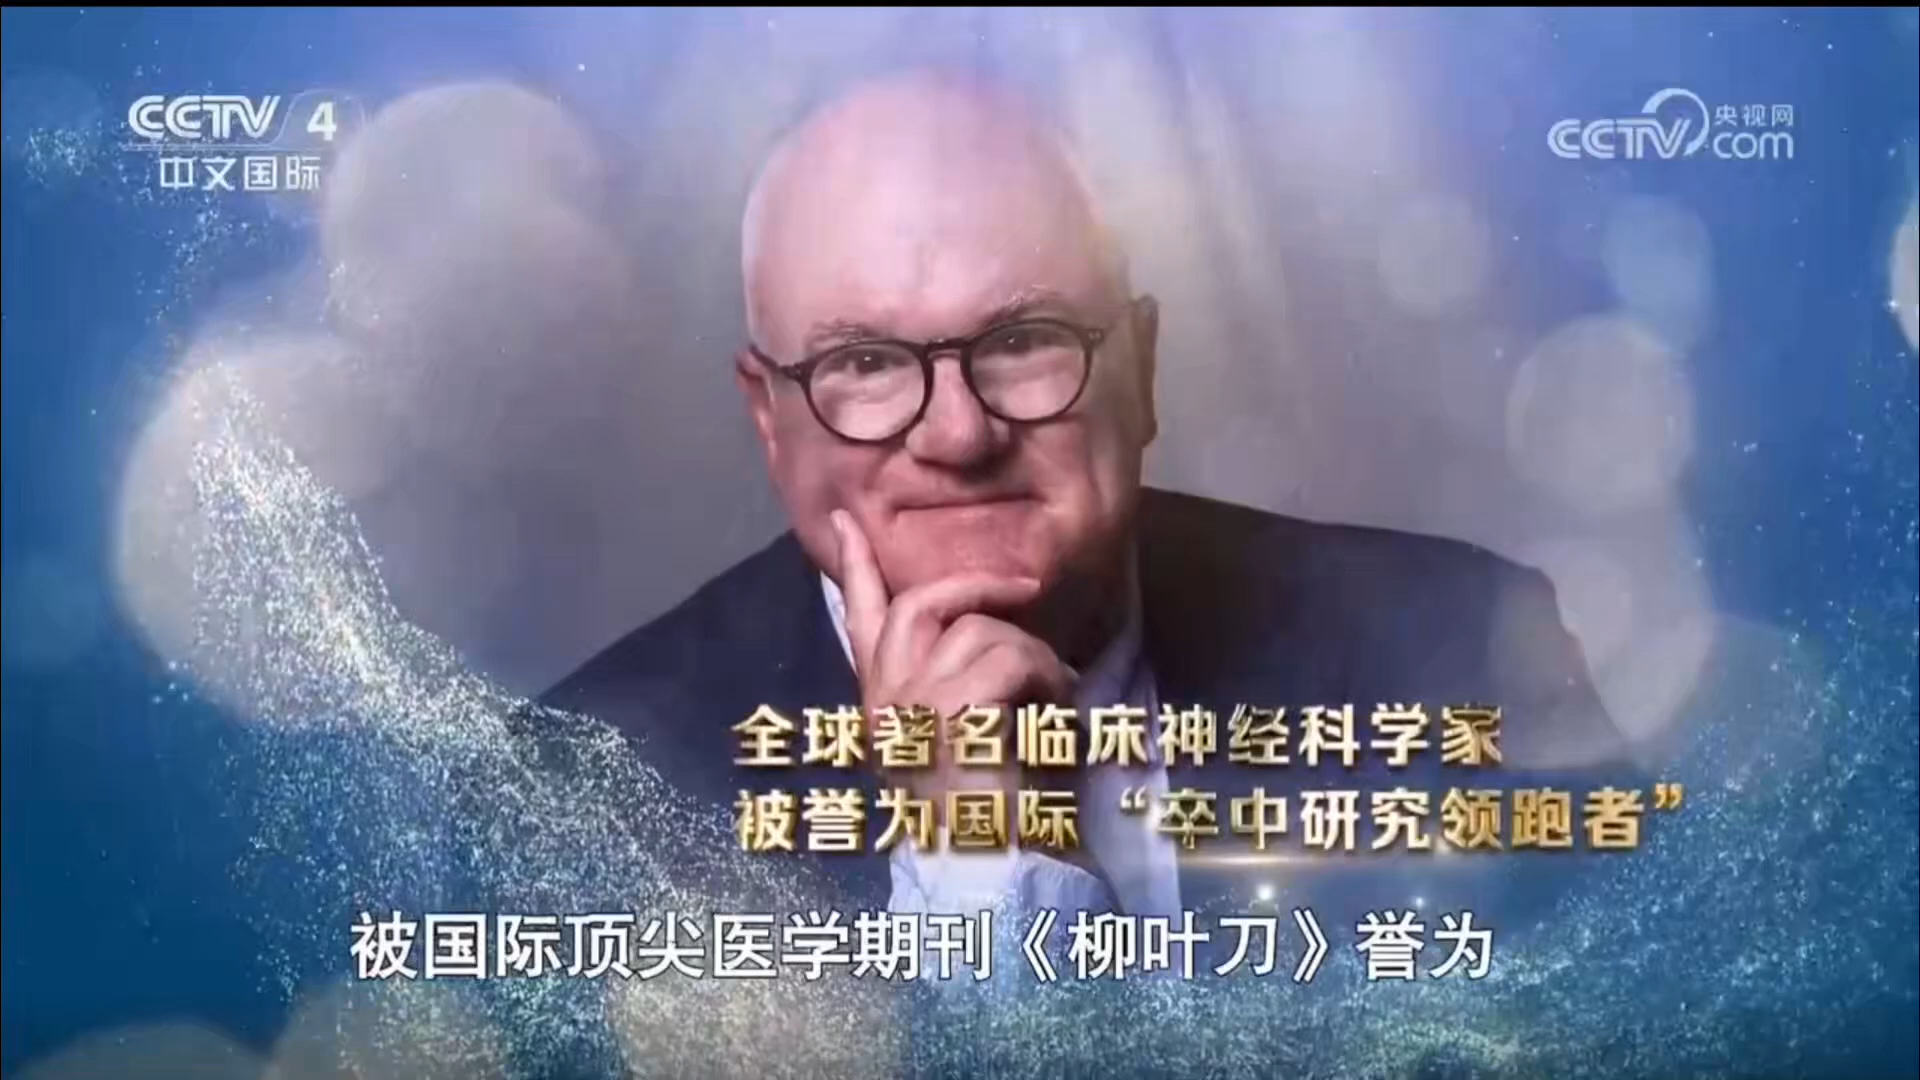 CCTV 4
中文国际
CCTV 央视网
com
全球著名临床神经科学家
被誉为国际“卒中研究领跑者”
被国际顶尖医学期刊《柳叶刀》誉为